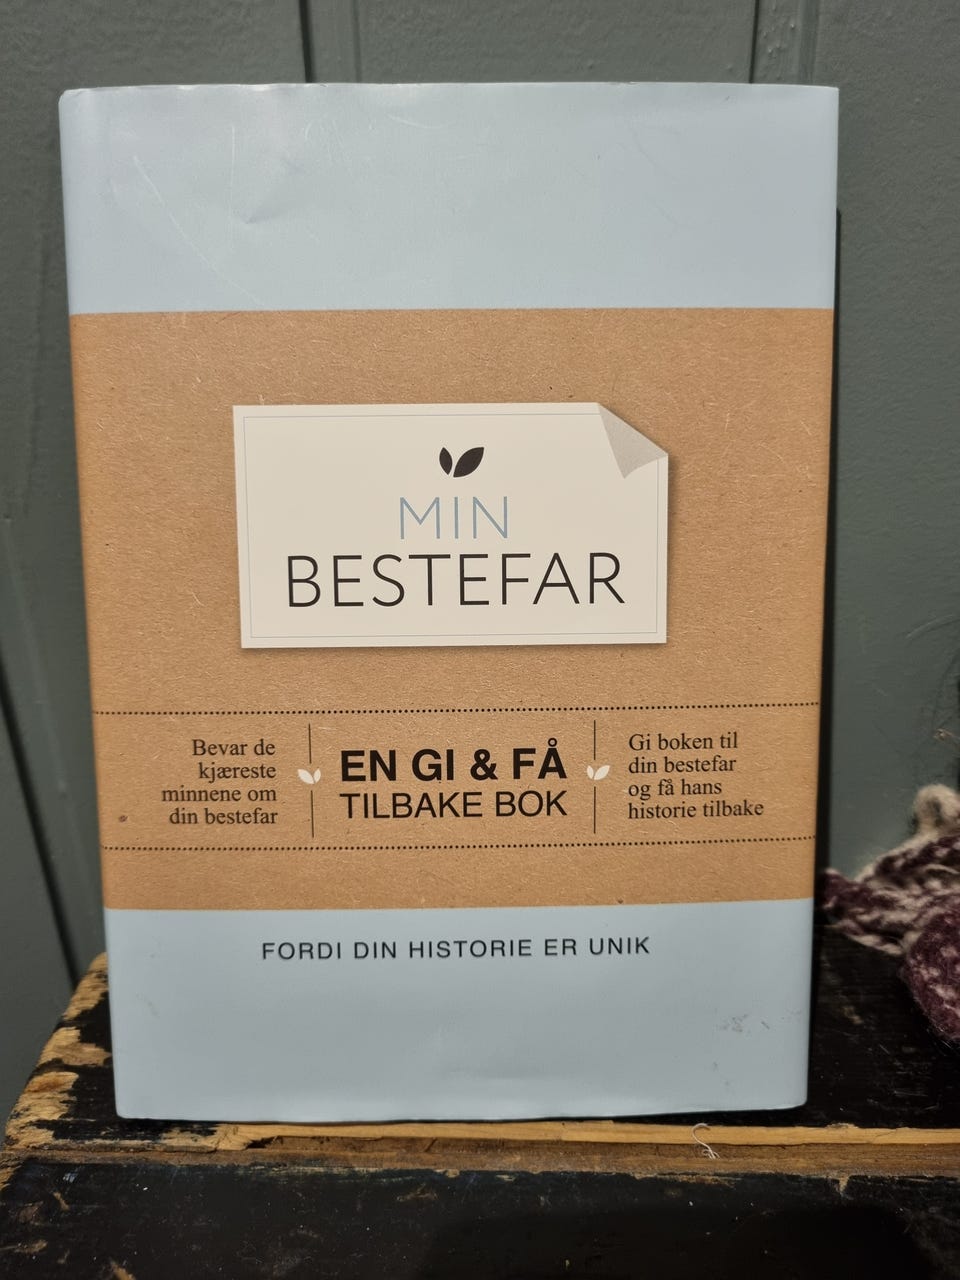 MIN
BESTEFAR
Bevar de
kjæreste
minnene om
din bestefar
EN GI & FÅ
TILBAKE BOK
Gi boken til
din bestefar
og få hans
historie tilbake
FORDI DIN HISTORIE ER UNIK